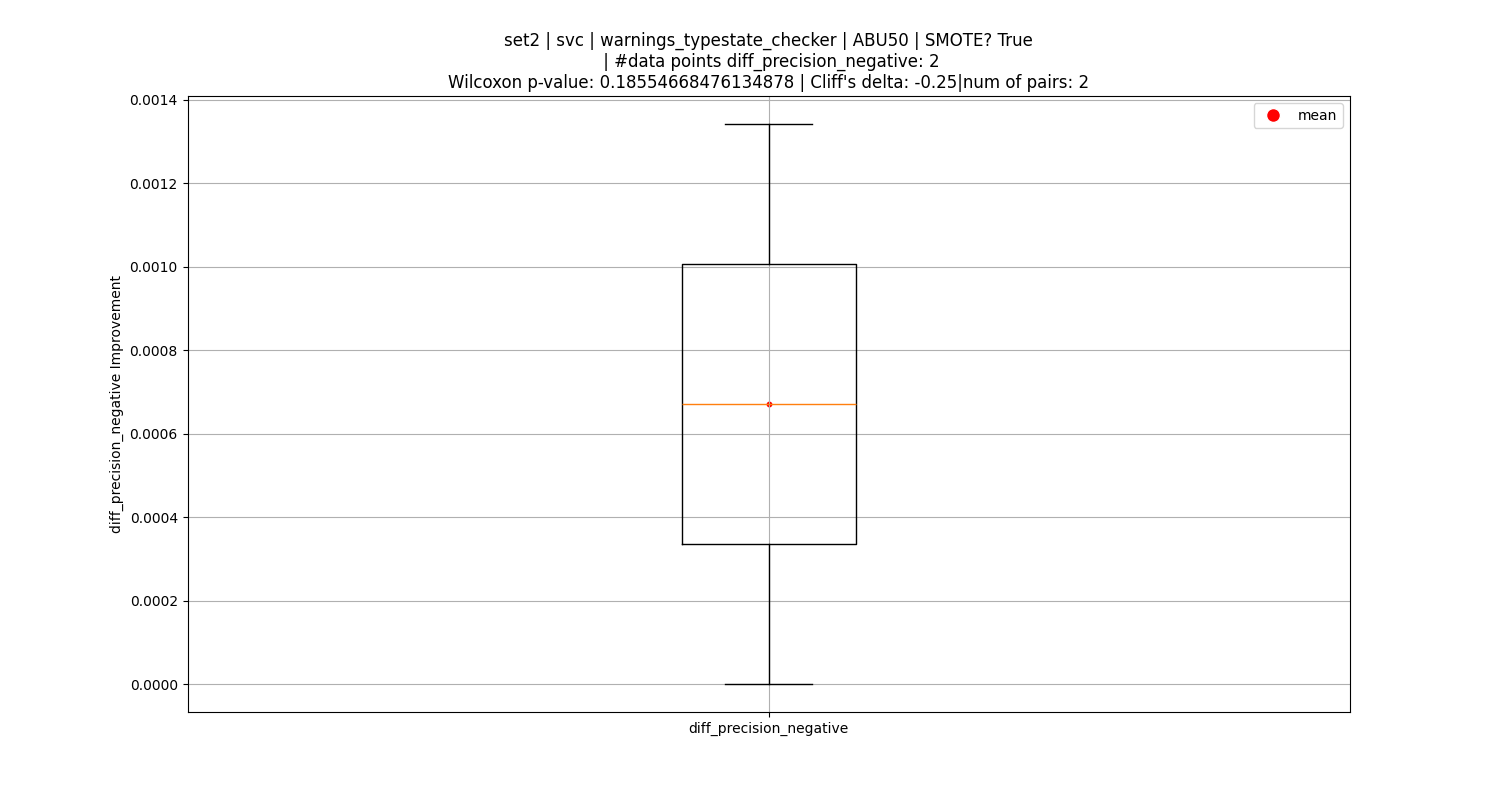 set2 | svc | warnings_typestate_checker | ABU50 | SMOTE? True
| #data points diff_precision_negative: 2
Wilcoxon p-value: 0.18554668476134878 | Cliff's delta: -0.25|num of pairs: 2
mean
0.0014
0.0012
0.0010
0.0008
0.0006
0.0004
0.0002
0.0000
diff_precision_negative Improvement
diff_precision_negative